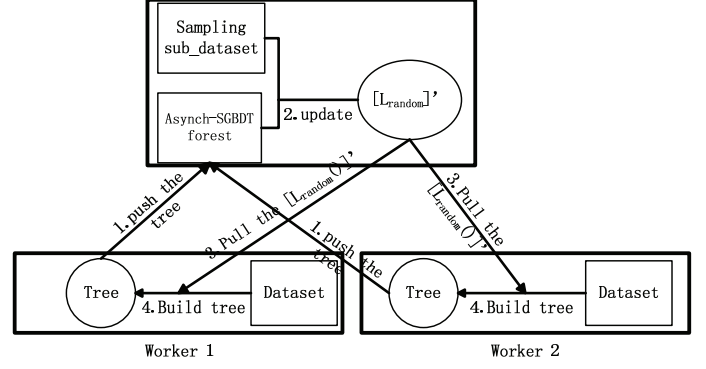 Sampling
sub_dataset
Asynch-SGBDT
forest
2.update
[Lrandom]'
1.push the
tree
3.Pull the [Lrandom()]'
1.push the
tree
3.Pull the
[Lrandom()]'
Tree
4.Build tree
Dataset
Tree
4.Build tree
Dataset
Worker 1
Worker 2